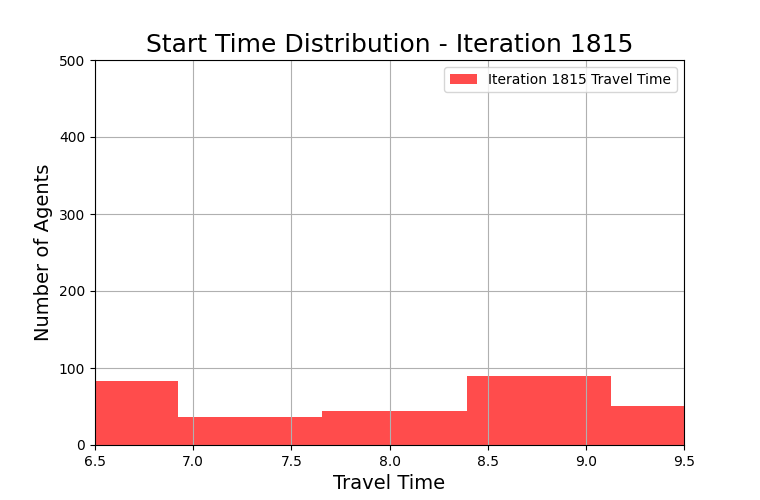 Start Time Distribution - Iteration 1815
Iteration 1815 Travel Time
Number of Agents
500
400
300
200
100
0
6.5 7.0 7.5 8.0 8.5 9.0 9.5
Travel Time